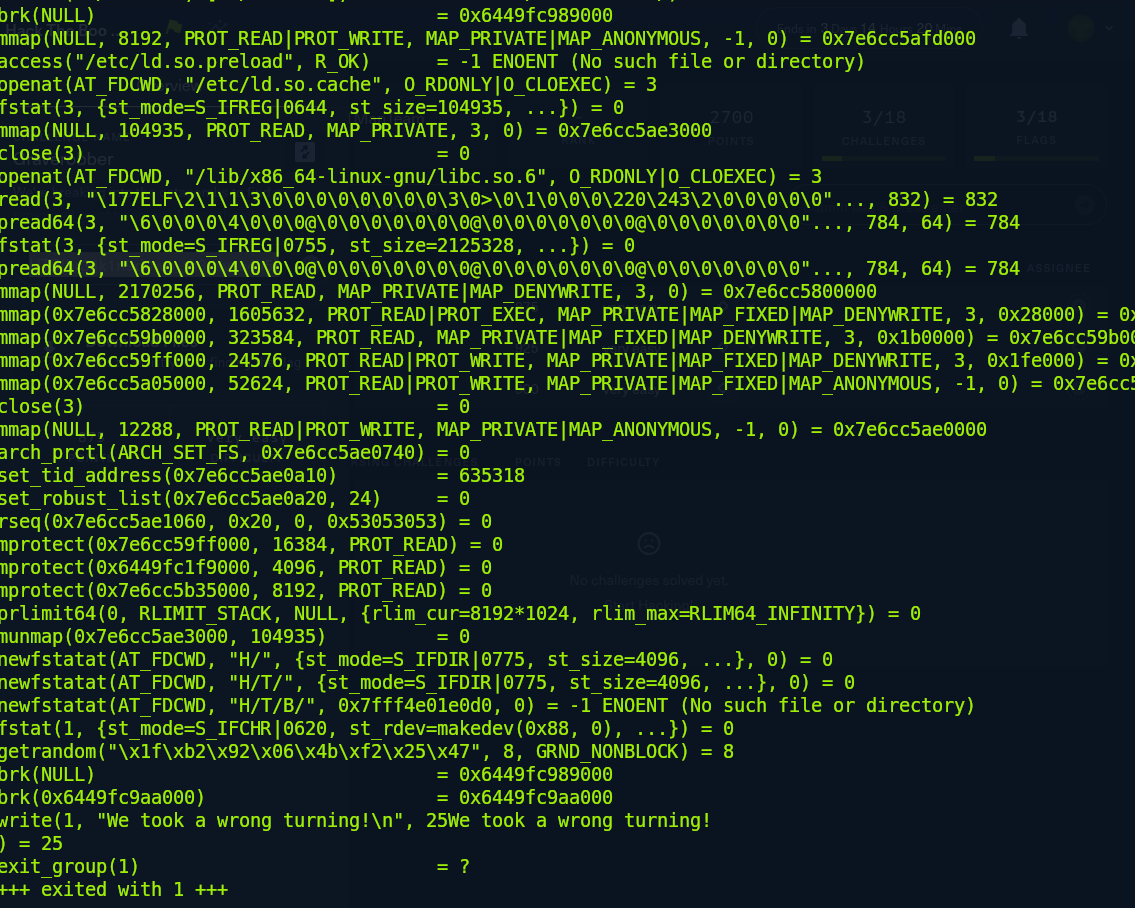 brk(NULL)                               = 0x6449fc989000
mmap(NULL, 8192, PROT_READ|PROT_WRITE, MAP_PRIVATE|MAP_ANONYMOUS, -1, 0) = 0x7e6cc5afd000
access("/etc/ld.so.preload", R_OK)      = -1 ENOENT (No such file or directory)
openat(AT_FDCWD, "/etc/ld.so.cache", O_RDONLY|O_CLOEXEC) = 3
fstat(3, {st_mode=S_IFREG|0644, st_size=104935, ...}) = 0
mmap(NULL, 104935, PROT_READ, MAP_PRIVATE, 3, 0) = 0x7e6cc5ae3000
close(3)                                = 0
openat(AT_FDCWD, "/lib/x86_64-linux-gnu/libc.so.6", O_RDONLY|O_CLOEXEC) = 3
read(3, "\177ELF\2\1\1\3\0\0\0\0\0\0\0\0\3\0>\0\1\0\0\0\220\243\2\0\0\0\0\0"..., 832) = 832
pread64(3, "\6\0\0\0\4\0\0\0@\0\0\0\0\0\0\0@\0\0\0\0\0\0\0@\0\0\0\0\0\0\0"..., 784, 64) = 784
fstat(3, {st_mode=S_IFREG|0755, st_size=2125328, ...}) = 0
pread64(3, "\6\0\0\0\4\0\0\0@\0\0\0\0\0\0\0@\0\0\0\0\0\0\0@\0\0\0\0\0\0\0"..., 784, 64) = 784
mmap(NULL, 2170256, PROT_READ, MAP_PRIVATE|MAP_DENYWRITE, 3, 0) = 0x7e6cc5800000
mmap(0x7e6cc5828000, 1605632, PROT_READ|PROT_EXEC, MAP_PRIVATE|MAP_FIXED|MAP_DENYWRITE, 3, 0x28000) = 0x
mmap(0x7e6cc59b0000, 323584, PROT_READ, MAP_PRIVATE|MAP_FIXED|MAP_DENYWRITE, 3, 0x1b0000) = 0x7e6cc59b00
mmap(0x7e6cc59ff000, 24576, PROT_READ|PROT_WRITE, MAP_PRIVATE|MAP_FIXED|MAP_DENYWRITE, 3, 0x1fe000) = 0x
mmap(0x7e6cc5a05000, 52624, PROT_READ|PROT_WRITE, MAP_PRIVATE|MAP_FIXED|MAP_ANONYMOUS, -1, 0) = 0x7e6cc5
close(3)                                = 0
mmap(NULL, 12288, PROT_READ|PROT_WRITE, MAP_PRIVATE|MAP_ANONYMOUS, -1, 0) = 0x7e6cc5ae0000
arch_prctl(ARCH_SET_FS, 0x7e6cc5ae0740) = 0
set_tid_address(0x7e6cc5ae0a10)         = 635318
set_robust_list(0x7e6cc5ae0a20, 24)     = 0
rseq(0x7e6cc5ae1060, 0x20, 0, 0x53053053) = 0
mprotect(0x7e6cc59ff000, 16384, PROT_READ) = 0
mprotect(0x6449fc1f9000, 4096, PROT_READ) = 0
mprotect(0x7e6cc5b35000, 8192, PROT_READ) = 0
prlimit64(0, RLIMIT_STACK, NULL, {rlim_cur=8192*1024, rlim_max=RLIM64_INFINITY}) = 0
munmap(0x7e6cc5ae3000, 104935)          = 0
newfstatat(AT_FDCWD, "H/", {st_mode=S_IFDIR|0775, st_size=4096, ...}, 0) = 0
newfstatat(AT_FDCWD, "H/T/", {st_mode=S_IFDIR|0775, st_size=4096, ...}, 0) = 0
newfstatat(AT_FDCWD, "H/T/B/", 0x7fff4e01e0d0, 0) = -1 ENOENT (No such file or directory)
fstat(1, {st_mode=S_IFCHR|0620, st_rdev=makedev(0x88, 0), ...}) = 0
getrandom("\x1f\xb2\x92\x06\x4b\xf2\x25\x47", 8, GRND_NONBLOCK) = 8
brk(NULL)                               = 0x6449fc989000
brk(0x6449fc9aa000)                     = 0x6449fc9aa000
write(1, "We took a wrong turning!\n", 25We took a wrong turning!
) = 25
exit_group(1)                           = ?
+++ exited with 1 +++
2700
POINTS
3/18
CHALLENGES
3/18
FLAGS
ASSIGNEE
POINTS
DIFFICULTY
No challenges solved yet.